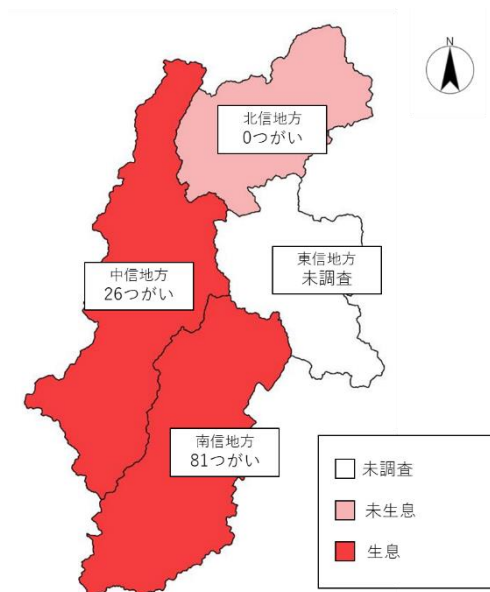 N
北信地方
0つがい
東信地方
未調査
中信地方
26つがい
南信地方
81つがい
未調査
未生息
生息